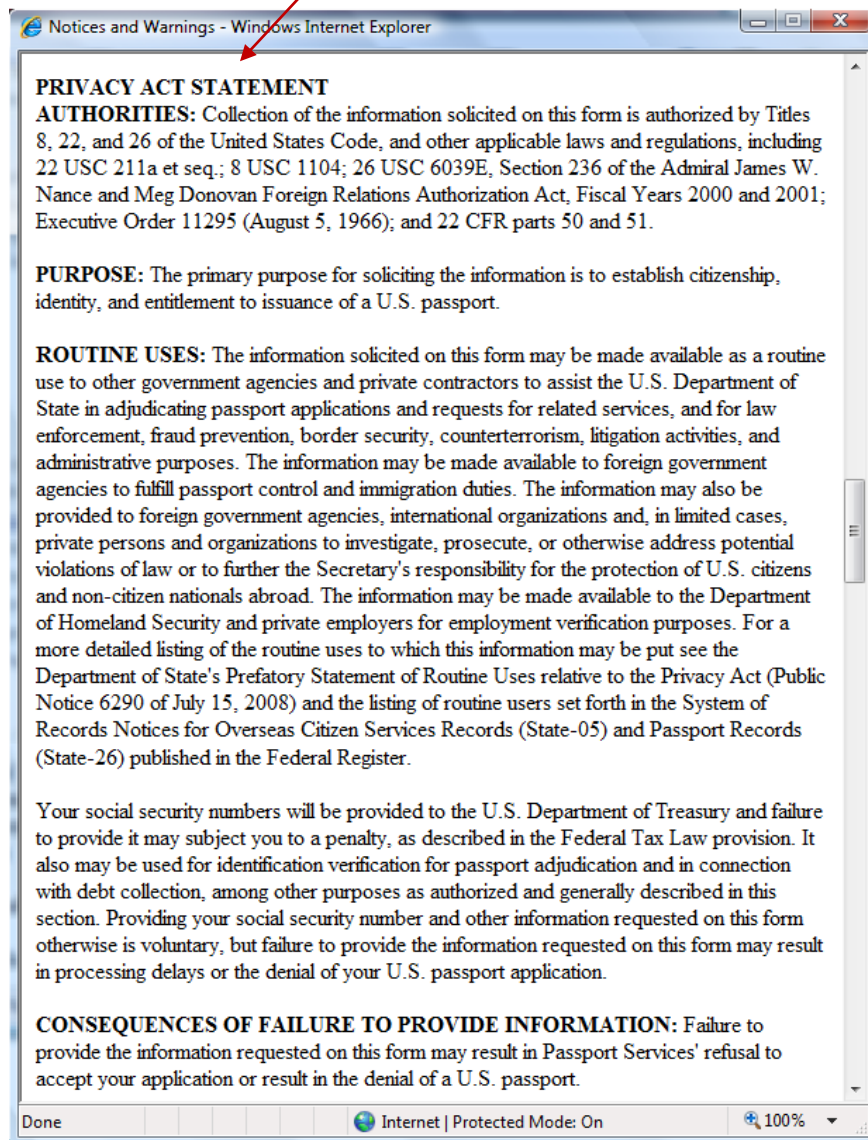 Notices and Warnings - Windows Internet Explorer
PRIVACY ACT STATEMENT
AUTHORITIES: Collection of the information solicited on this form is authorized by Titles
8, 22, and 26 of the United States Code, and other applicable laws and regulations, including
22 USC 211a et seq.; 8 USC 1104; 26 USC 6039E, Section 236 of the Admiral James W.
Nance and Meg Donovan Foreign Relations Authorization Act, Fiscal Years 2000 and 2001;
Executive Order 11295 (August 5, 1966); and 22 CFR parts 50 and 51.
PURPOSE: The primary purpose for soliciting the information is to establish citizenship,
identity, and entitlement to issuance of a U.S. passport.
ROUTINE USES: The information solicited on this form may be made available as a routine
use to other government agencies and private contractors to assist the U.S. Department of
State in adjudicating passport applications and requests for related services, and for law
enforcement, fraud prevention, border security, counterterrorism, litigation activities, and
administrative purposes. The information may be made available to foreign government
agencies to fulfill passport control and immigration duties. The information may also be
provided to foreign government agencies, international organizations and, in limited cases,
private persons and organizations to investigate, prosecute, or otherwise address potential
violations of law or to further the Secretary's responsibility for the protection of U.S. citizens
and non-citizen nationals abroad. The information may be made available to the Department
of Homeland Security and private employers for employment verification purposes. For a
more detailed listing of the routine uses to which this information may be put see the
Department of State's Prefatory Statement of Routine Uses relative to the Privacy Act (Public
Notice 6290 of July 15, 2008) and the listing of routine users set forth in the System of
Records Notices for Overseas Citizen Services Records (State-05) and Passport Records
(State-26) published in the Federal Register.
Your social security numbers will be provided to the U.S. Department of Treasury and failure
to provide it may subject you to a penalty, as described in the Federal Tax Law provision. It
also may be used for identification verification for passport adjudication and in connection
with debt collection, among other purposes as authorized and generally described in this
section. Providing your social security number and other information requested on this form
otherwise is voluntary, but failure to provide the information requested on this form may result
in processing delays or the denial of your U.S. passport application.
CONSEQUENCES OF FAILURE TO PROVIDE INFORMATION: Failure to
provide the information requested on this form may result in Passport Services' refusal to
accept your application or result in the denial of a U.S. passport.
Done Internet | Protected Mode: On 100%